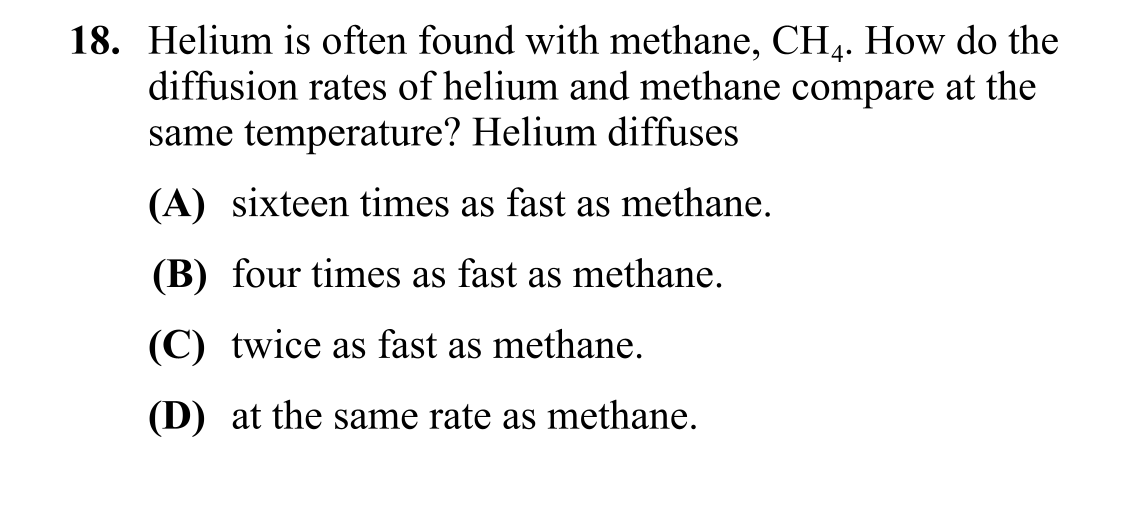 18. Helium is often found with methane, CH₄. How do the
diffusion rates of helium and methane compare at the
same temperature? Helium diffuses
(A) sixteen times as fast as methane.
(B) four times as fast as methane.
(C) twice as fast as methane.
(D) at the same rate as methane.